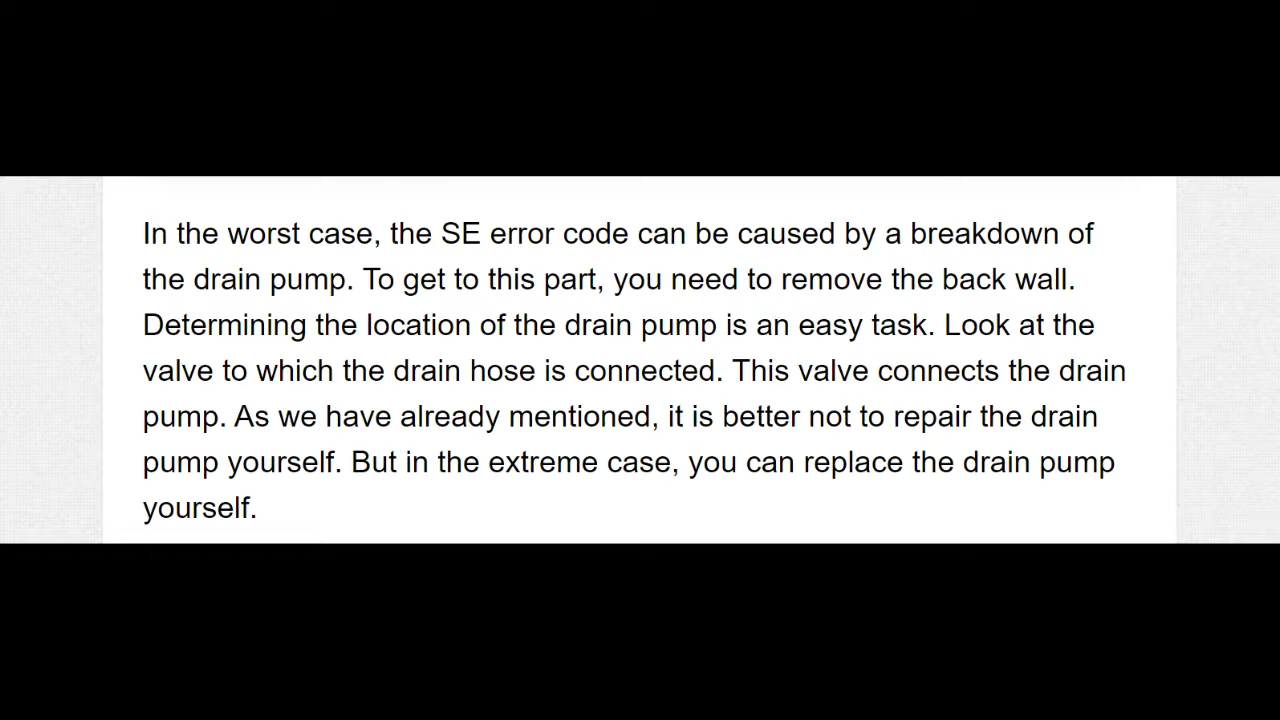 In the worst case, the SE error code can be caused by a breakdown of
the drain pump. To get to this part, you need to remove the back wall.
Determining the location of the drain pump is an easy task. Look at the
valve to which the drain hose is connected. This valve connects the drain
pump. As we have already mentioned, it is better not to repair the drain
pump yourself. But in the extreme case, you can replace the drain pump
yourself.